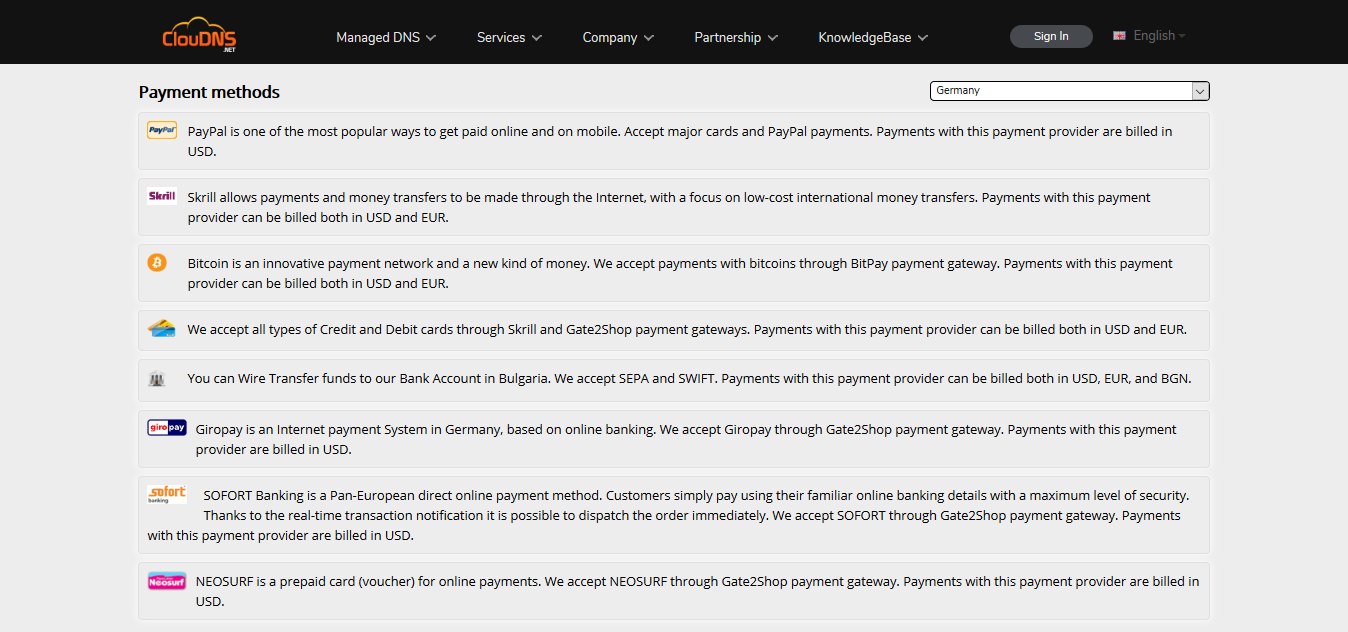 ClouDNS
.NET
Managed DNS
Services
Company
Partnership
KnowledgeBase
Sign In
English
Payment methods
Germany
PayPal
PayPal is one of the most popular ways to get paid online and on mobile. Accept major cards and PayPal payments. Payments with this payment provider are billed in
USD.
Skrill
Skrill allows payments and money transfers to be made through the Internet, with a focus on low-cost international money transfers. Payments with this payment
provider can be billed both in USD and EUR.
Bitcoin is an innovative payment network and a new kind of money. We accept payments with bitcoins through BitPay payment gateway. Payments with this payment
provider can be billed both in USD and EUR.
We accept all types of Credit and Debit cards through Skrill and Gate2Shop payment gateways. Payments with this payment provider can be billed both in USD and EUR.
You can Wire Transfer funds to our Bank Account in Bulgaria. We accept SEPA and SWIFT. Payments with this payment provider can be billed both in USD, EUR, and BGN.
giropay
Giropay is an Internet payment System in Germany, based on online banking. We accept Giropay through Gate2Shop payment gateway. Payments with this payment
provider are billed in USD.
sofort
banking
SOFORT Banking is a Pan-European direct online payment method. Customers simply pay using their familiar online banking details with a maximum level of security.
Thanks to the real-time transaction notification it is possible to dispatch the order immediately. We accept SOFORT through Gate2Shop payment gateway. Payments
with this payment provider are billed in USD.
Neosurf
NEOSURF is a prepaid card (voucher) for online payments. We accept NEOSURF through Gate2Shop payment gateway. Payments with this payment provider are billed in
USD.